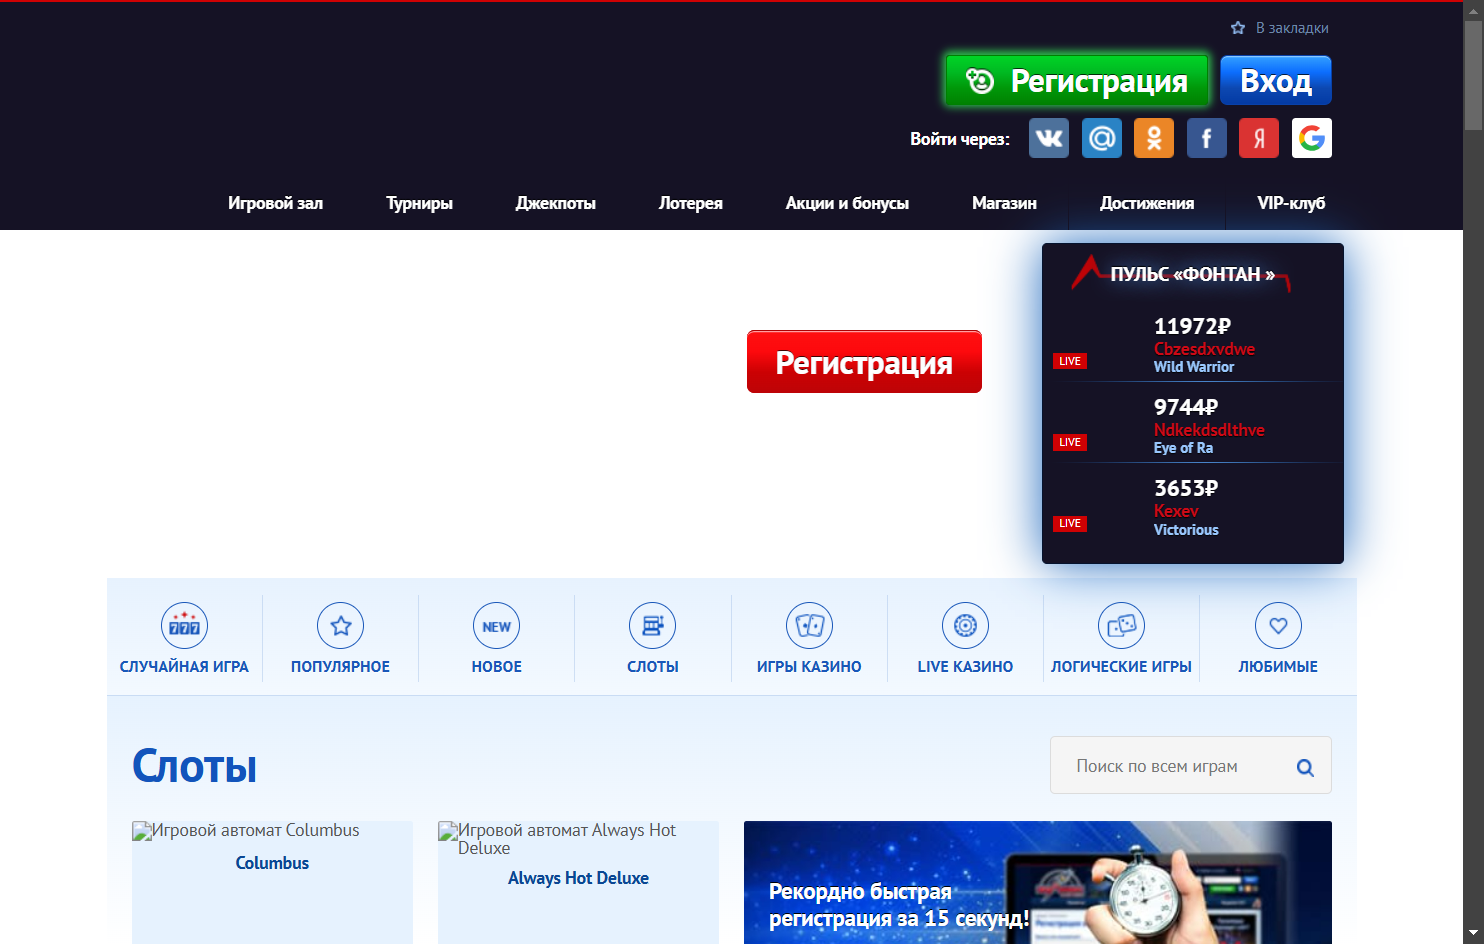 В закладки
Регистрация
Вход
Войти через:
Игровой зал
Турниры
Джекпоты
Лотерея
Акции и бонусы
Магазин
Достижения
VIP-клуб
ПУЛЬС «ФОНТАН »
11972₽
Cbzesdxvdwe
LIVE
Wild Warrior
9744₽
Ndkekdsdlthve
LIVE
Eye of Ra
3653₽
Kexev
LIVE
Victorious
Регистрация
777
NEW
СЛУЧАЙНАЯ ИГРА
ПОПУЛЯРНОЕ
НОВОЕ
СЛОТЫ
ИГРЫ КАЗИНО
LIVE КАЗИНО
ЛОГИЧЕСКИЕ ИГРЫ
ЛЮБИМЫЕ
Слоты
Поиск по всем играм
Игровой автомат Columbus
Columbus
Игровой автомат Always Hot
Deluxe
Always Hot Deluxe
Рекордно быстрая
регистрация за 15 секунд!